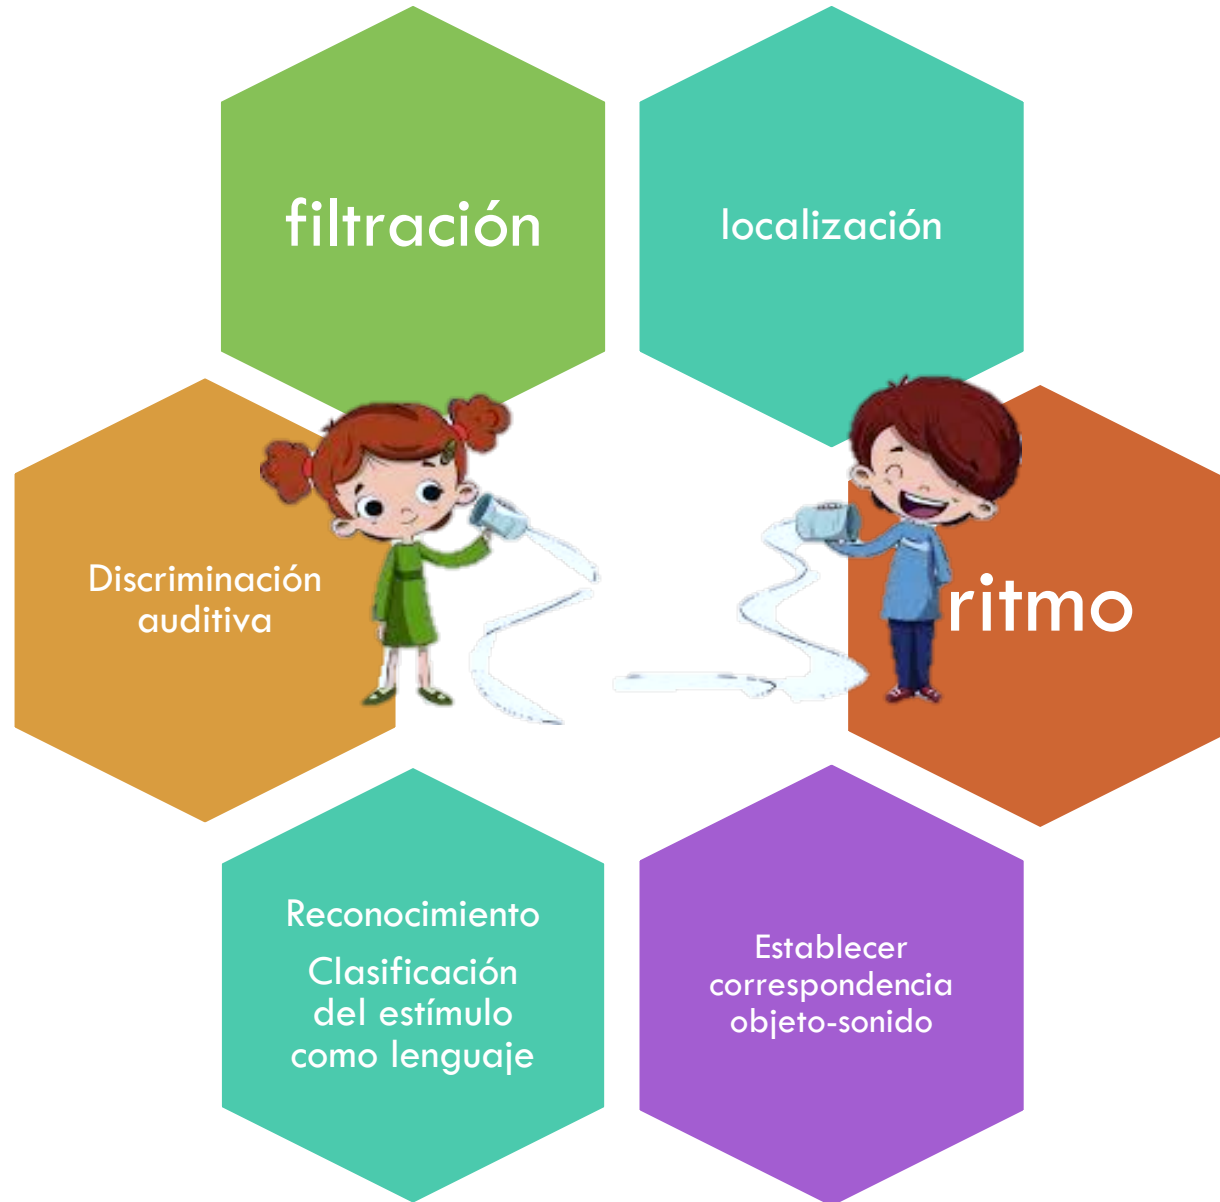 filtración
localización
Discriminación
auditiva
ritmo
Reconocimiento
Clasificación
del estímulo
como lenguaje
Establecer
correspondencia
objeto-sonido